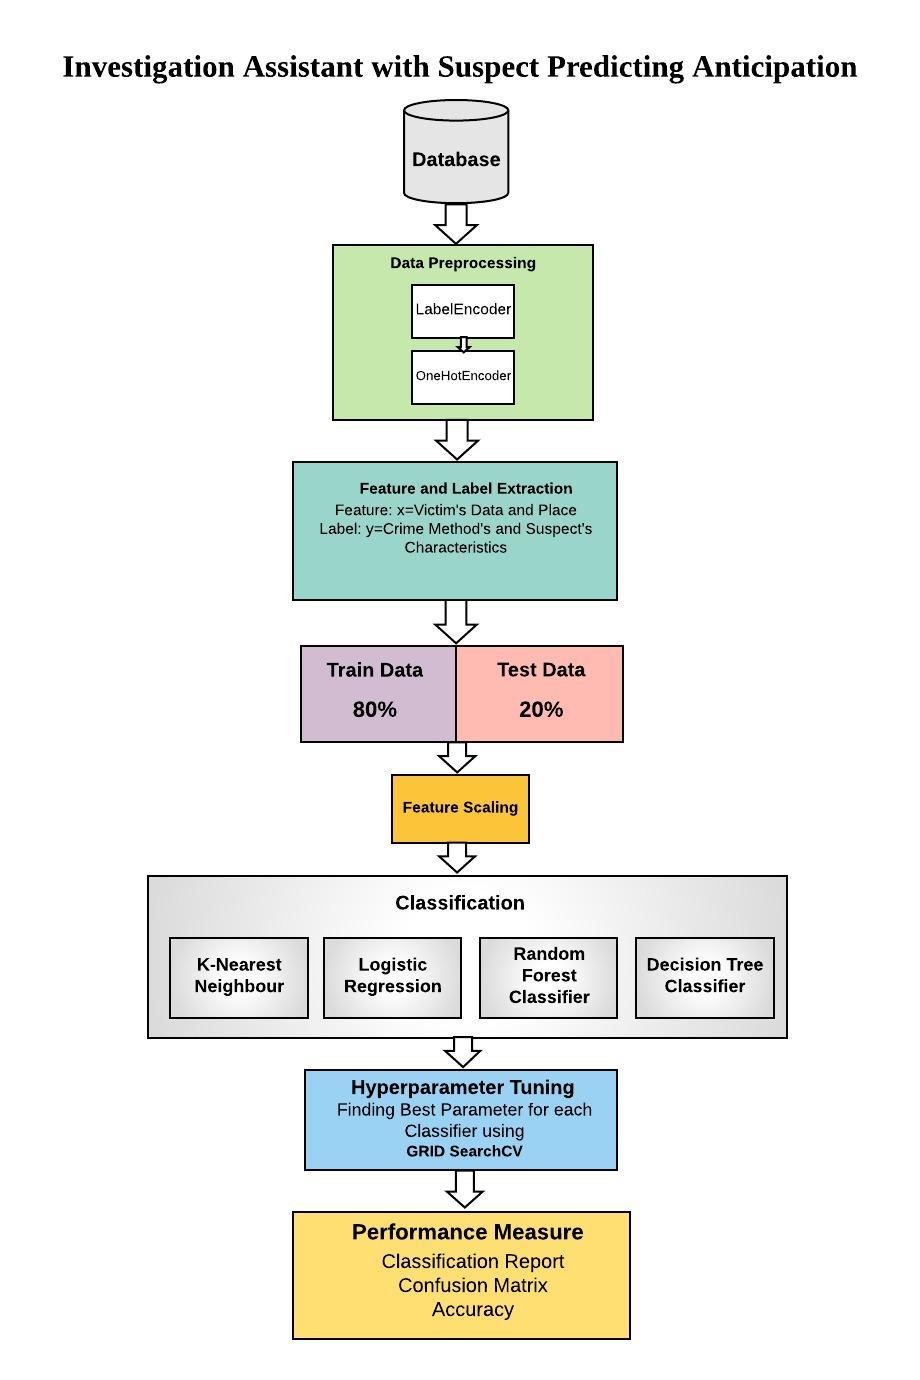 Investigation Assistant with Suspect Predicting Anticipation
Database
Data Preprocessing
LabelEncoder
OneHotEncoder
Feature and Label Extraction
Feature: x=Victim's Data and Place
Label: y=Crime Method's and Suspect's
Characteristics
Train Data
80%
Test Data
20%
Feature Scaling
Classification
K-Nearest
Neighbour
Logistic
Regression
Random
Forest
Classifier
Decision Tree
Classifier
Hyperparameter Tuning
Finding Best Parameter for each
Classifier using
GRID SearchCV
Performance Measure
Classification Report
Confusion Matrix
Accuracy